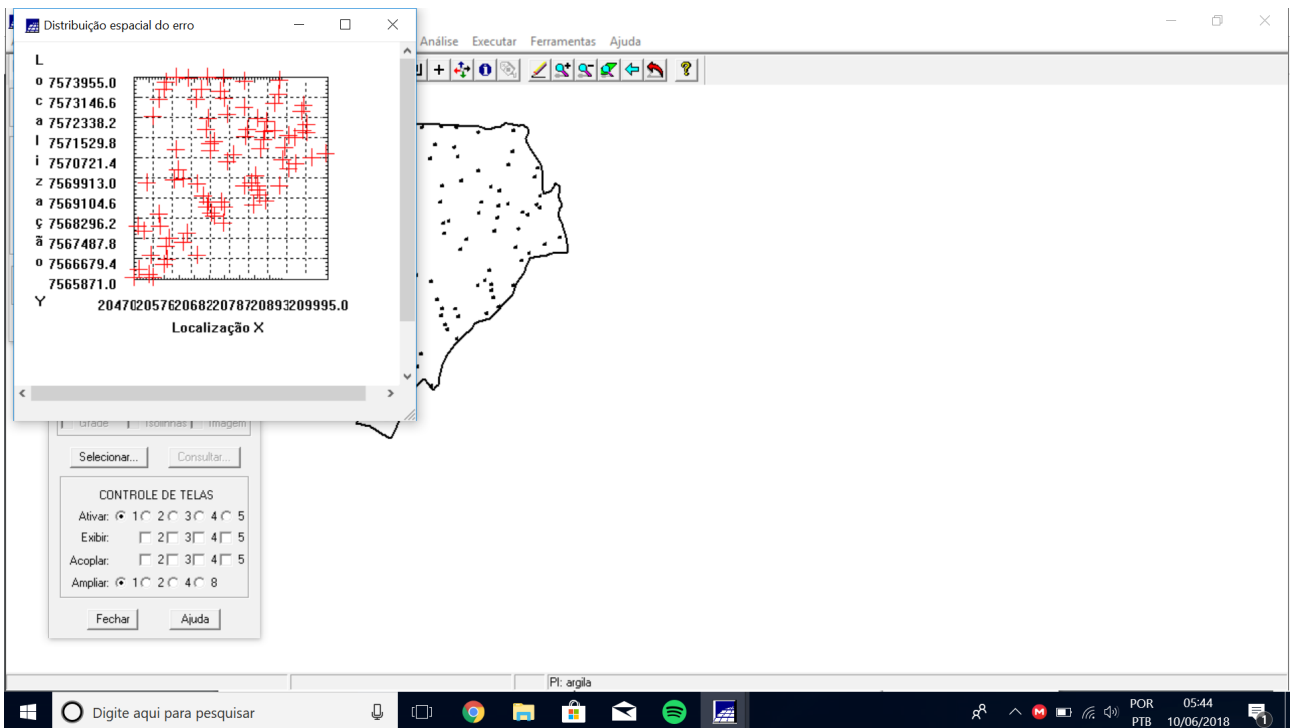 Distribuição espacial do erro
Análise Executar Ferramentas Ajuda
L
o 7573955.0
c 7573146.6
a 7572338.2
l 7571529.8
i 7570721.4
z 7569913.0
a 7569104.6
ç 7568296.2
ã 7567487.8
o 7566679.4
7565871.0
Y
2047020576206822078720893209995.0
Localização X
Grade Isolinhas Imagem
Selecionar... Consultar...
CONTROLE DE TELAS
Ativar: 1 2 3 4 5
Exibir: 2 3 4 5
Acoplar: 2 3 4 5
Ampliar: 1 2 4 8
Fechar Ajuda
PI: argila
Digite aqui para pesquisar
POR 05:44
PTB 10/06/2018